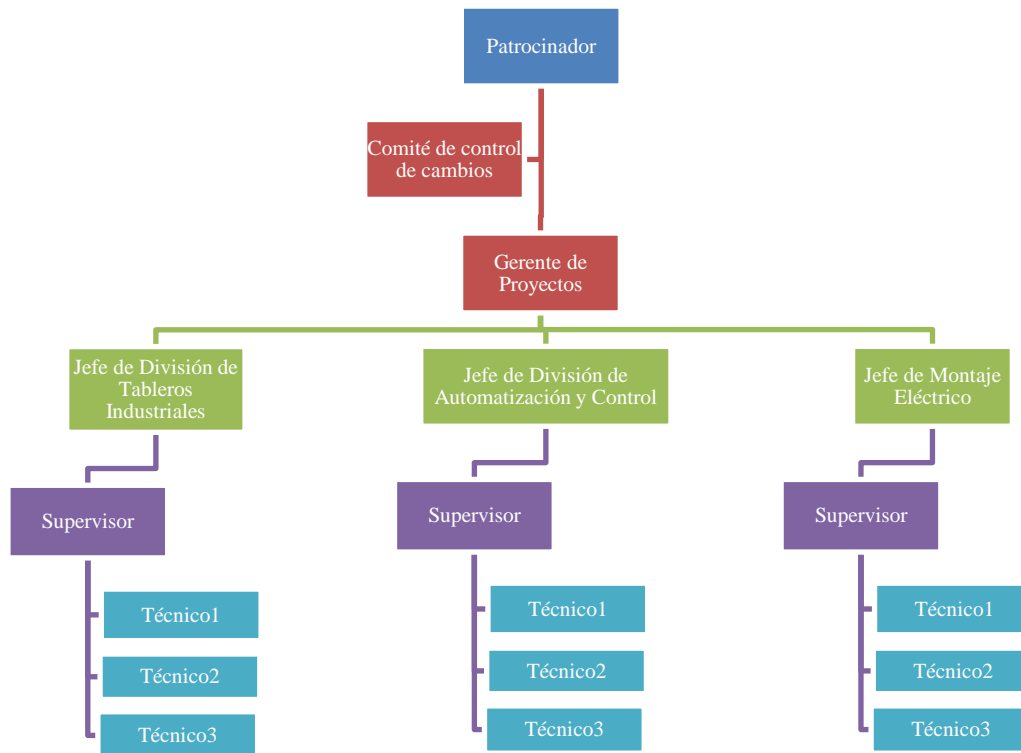 Patrocinador
Comité de control
de cambios
Gerente de
Proyectos
Jefe de División de
Tableros
Industriales
Jefe de División de
Automatización y Control
Jefe de Montaje
Eléctrico
Supervisor
Supervisor
Supervisor
Técnico1
Técnico2
Técnico3
Técnico1
Técnico2
Técnico3
Técnico1
Técnico2
Técnico3